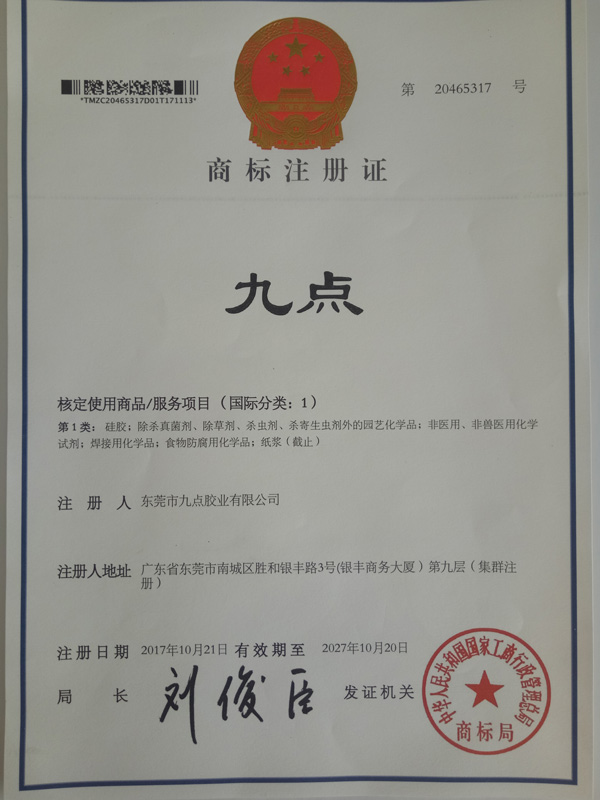 *TMZC20465317D01T171113*
第 20465317 号
商标注册证
九点
核定使用商品/服务项目（国际分类：1）
第1类：硅胶；除杀真菌剂、除草剂、杀虫剂、杀寄生虫剂外的园艺化学品；非医用、非兽医用化学
试剂；焊接用化学品；食物防腐用化学品；纸浆（截止）
注册人 东莞市九点胶业有限公司
注册人地址 广东省东莞市南城区胜和银丰路3号(银丰商务大厦）第九层（集群注
册）
注册日期 2017年10月21日 有效期至 2027年10月20日
局长 刘俊臣 发证机关
中华人民共和国国家工商行政管理总局
商标局